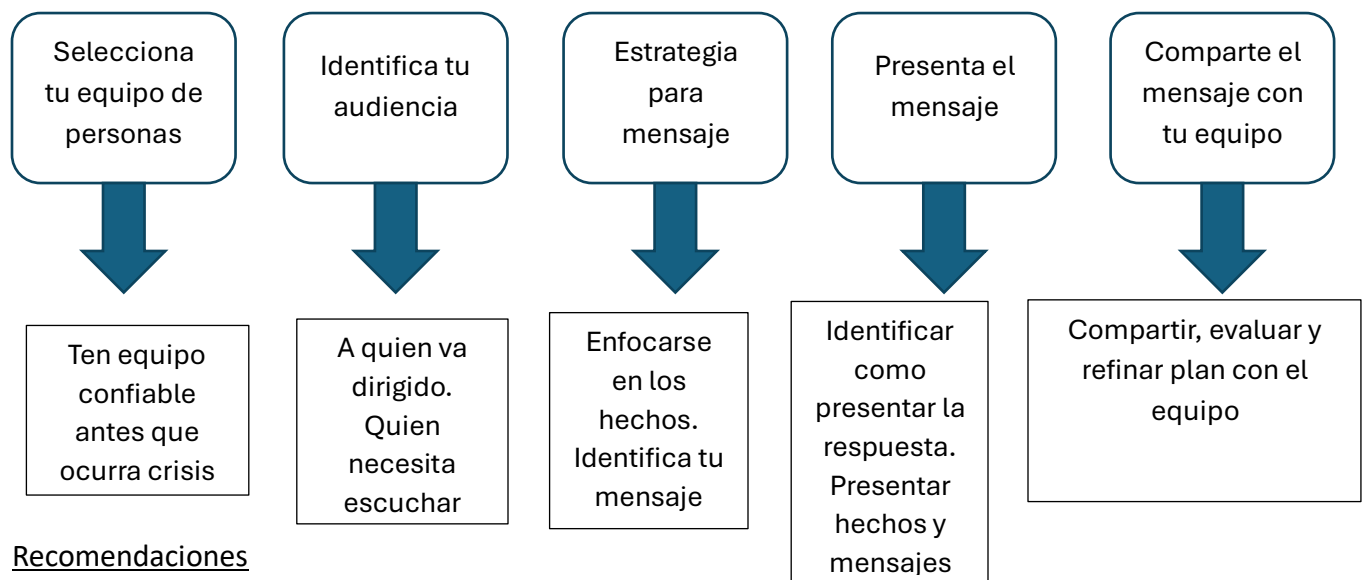 Selecciona
tu equipo de
personas
Identifica tu
audiencia
Estrategia
para
mensaje
Presenta el
mensaje
Comparte el
mensaje con
tu equipo
Ten equipo
confiable
antes que
ocurra crisis
A quien va
dirigido.
Quien
necesita
escuchar
Enfocarse
en los
hechos.
Identifica tu
mensaje
Identificar
como
presentar la
respuesta.
Presentar
hechos y
mensajes
Compartir, evaluar y
refinar plan con el
equipo
Recomendaciones